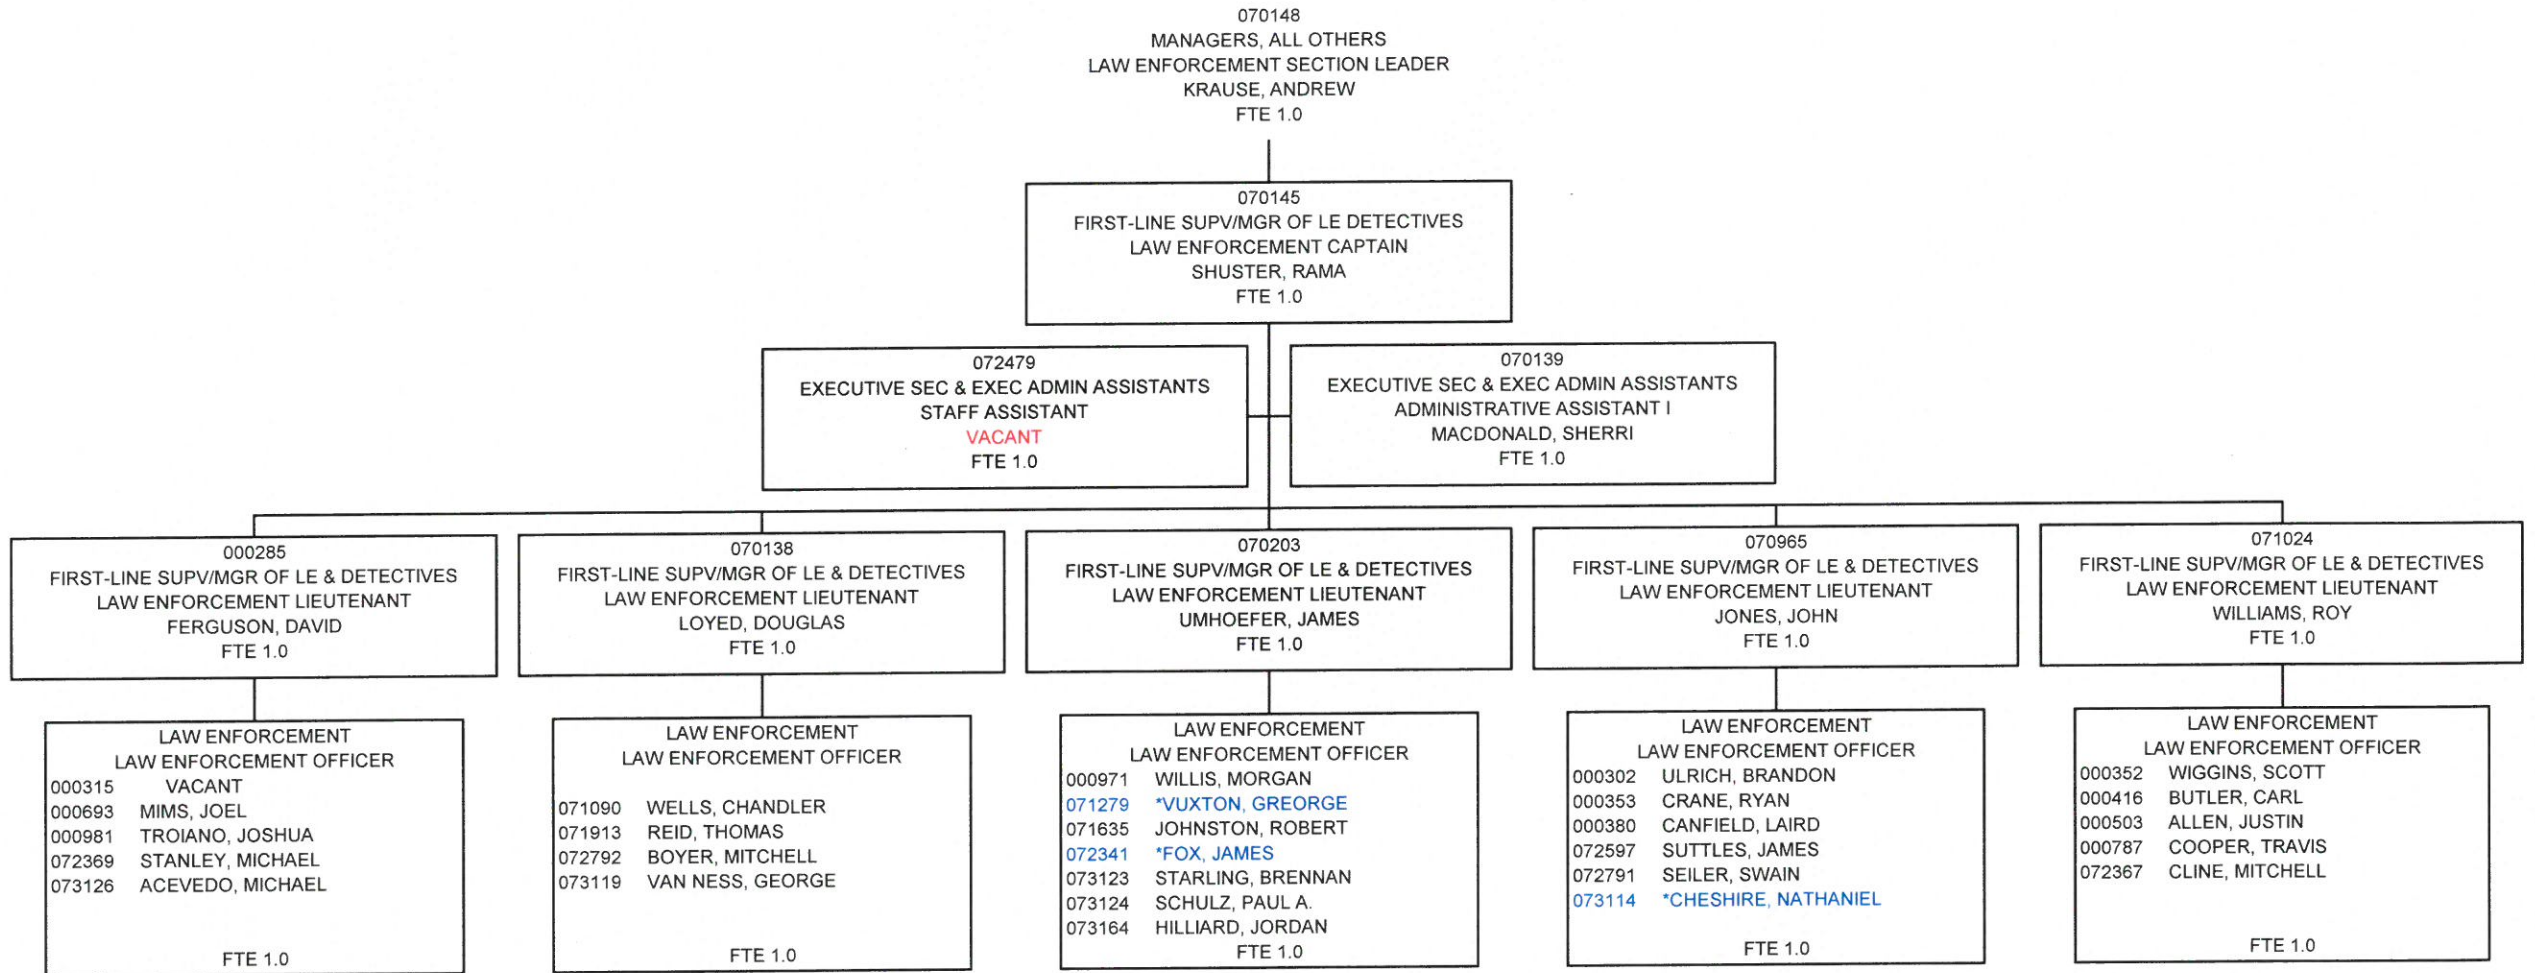 070148
MANAGERS, ALL OTHERS
LAW ENFORCEMENT SECTION LEADER
KRAUSE, ANDREW
FTE 1.0
070145
FIRST-LINE SUPV/MGR OF LE DETECTIVES
LAW ENFORCEMENT CAPTAIN
SHUSTER, RAMA
FTE 1.0
072479
EXECUTIVE SEC & EXEC ADMIN ASSISTANTS
STAFF ASSISTANT
VACANT
FTE 1.0
070139
EXECUTIVE SEC & EXEC ADMIN ASSISTANTS
ADMINISTRATIVE ASSISTANT I
MACDONALD, SHERRI
FTE 1.0
000285
FIRST-LINE SUPV/MGR OF LE & DETECTIVES
LAW ENFORCEMENT LIEUTENANT
FERGUSON, DAVID
FTE 1.0
070138
FIRST-LINE SUPV/MGR OF LE & DETECTIVES
LAW ENFORCEMENT LIEUTENANT
LOYED, DOUGLAS
FTE 1.0
070203
FIRST-LINE SUPV/MGR OF LE & DETECTIVES
LAW ENFORCEMENT LIEUTENANT
UMHOEFER, JAMES
FTE 1.0
070965
FIRST-LINE SUPV/MGR OF LE & DETECTIVES
LAW ENFORCEMENT LIEUTENANT
JONES, JOHN
FTE 1.0
071024
FIRST-LINE SUPV/MGR OF LE & DETECTIVES
LAW ENFORCEMENT LIEUTENANT
WILLIAMS, ROY
FTE 1.0
LAW ENFORCEMENT
LAW ENFORCEMENT OFFICER
000315 VACANT
000693 MIMS, JOEL
000981 TROIANO, JOSHUA
072369 STANLEY, MICHAEL
073126 ACEVEDO, MICHAEL
FTE 1.0
LAW ENFORCEMENT
LAW ENFORCEMENT OFFICER
071090 WELLS, CHANDLER
071913 REID, THOMAS
072792 BOYER, MITCHELL
073119 VAN NESS, GEORGE
FTE 1.0
LAW ENFORCEMENT
LAW ENFORCEMENT OFFICER
000971 WILLIS, MORGAN
071279 *VUXTON, GREORGE
071635 JOHNSTON, ROBERT
072341 *FOX, JAMES
073123 STARLING, BRENNAN
073124 SCHULZ, PAUL A.
073164 HILLIARD, JORDAN
FTE 1.0
LAW ENFORCEMENT
LAW ENFORCEMENT OFFICER
000302 ULRICH, BRANDON
000353 CRANE, RYAN
000380 CANFIELD, LAIRD
072597 SUTTLES, JAMES
072791 SEILER, SWAIN
073114 *CHESHIRE, NATHANIEL
FTE 1.0
LAW ENFORCEMENT
LAW ENFORCEMENT OFFICER
000352 WIGGINS, SCOTT
000416 BUTLER, CARL
000503 ALLEN, JUSTIN
000787 COOPER, TRAVIS
072367 CLINE, MITCHELL
FTE 1.0